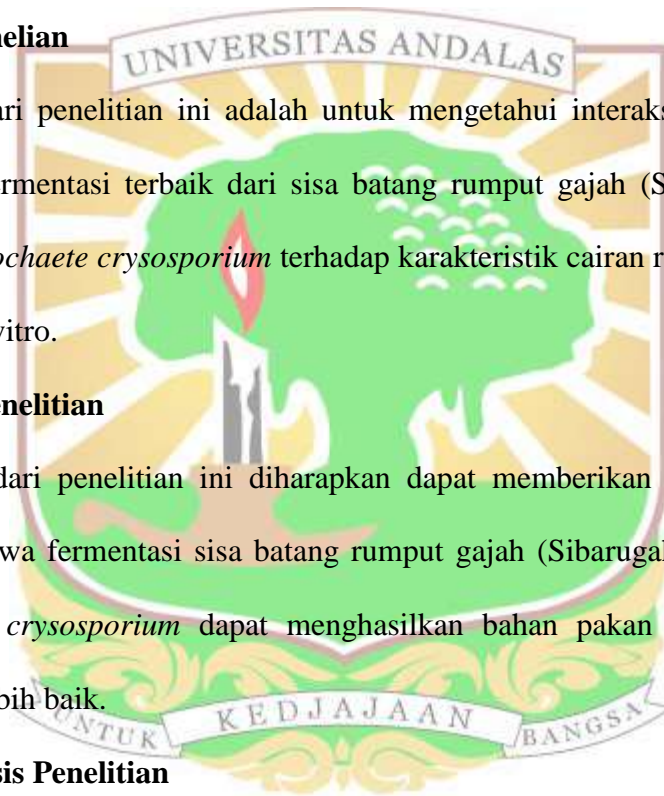 nelian
UNIVERSITAS ANDALAS
ari penelitian ini adalah untuk mengetahui interaks
ermentasi terbaik dari sisa batang rumput gajah (S
ochaete crysosporium terhadap karakteristik cairan r
vitro.
enelitian
dari penelitian ini diharapkan dapat memberikan
wa fermentasi sisa batang rumput gajah (Sibarugal
crysosporium dapat menghasilkan bahan pakan
bih baik.
UNTUK KEDJAJAAN BANGSA
sis Penelitian